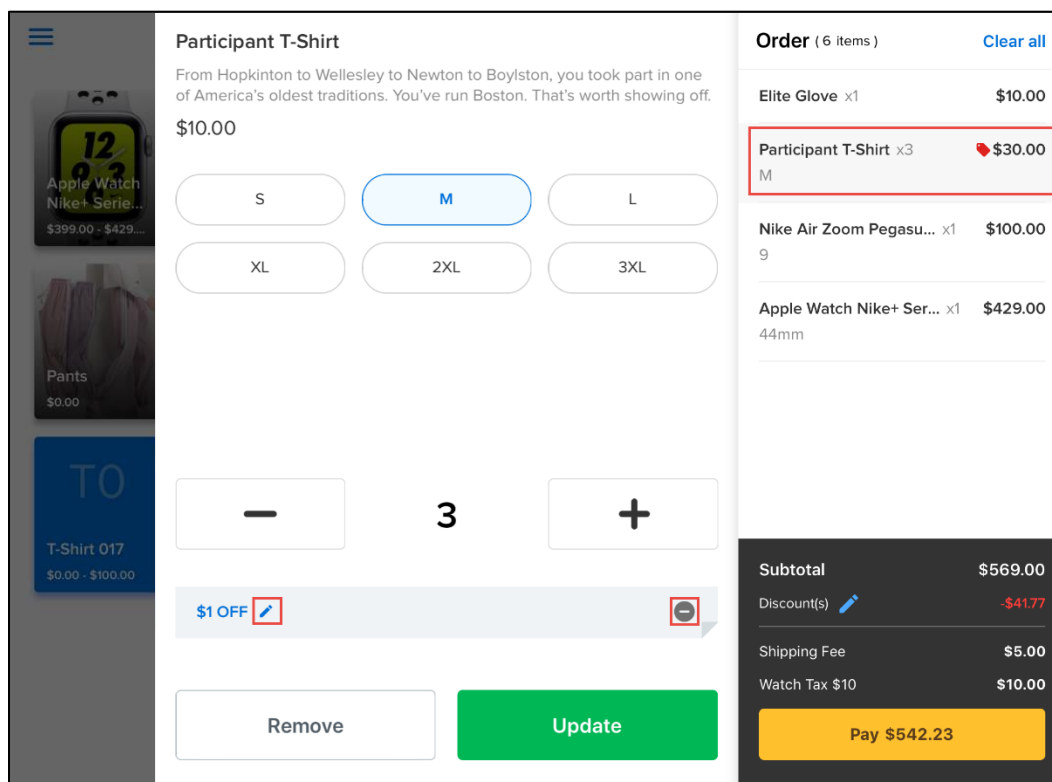 12
09:3
6
Apple Watch
Nike+ Serie...
$399.00 - $429....
Pants
$0.00
TO
T-Shirt 017
$0.00 - $100.00
Participant T-Shirt
From Hopkinton to Wellesley to Newton to Boylston, you took part in one
of America's oldest traditions. You've run Boston. That's worth showing off.
$10.00
S M L
XL 2XL 3XL
− 3 +
$1 OFF
Remove Update
Order ( 6 items ) Clear all
Elite Glove x1 $10.00
Participant T-Shirt x3 $30.00
M
Nike Air Zoom Pegasu... x1 $100.00
9
Apple Watch Nike+ Ser... x1 $429.00
44mm
Subtotal $569.00
Discount(s) -$41.77
Shipping Fee $5.00
Watch Tax $10 $10.00
Pay $542.23